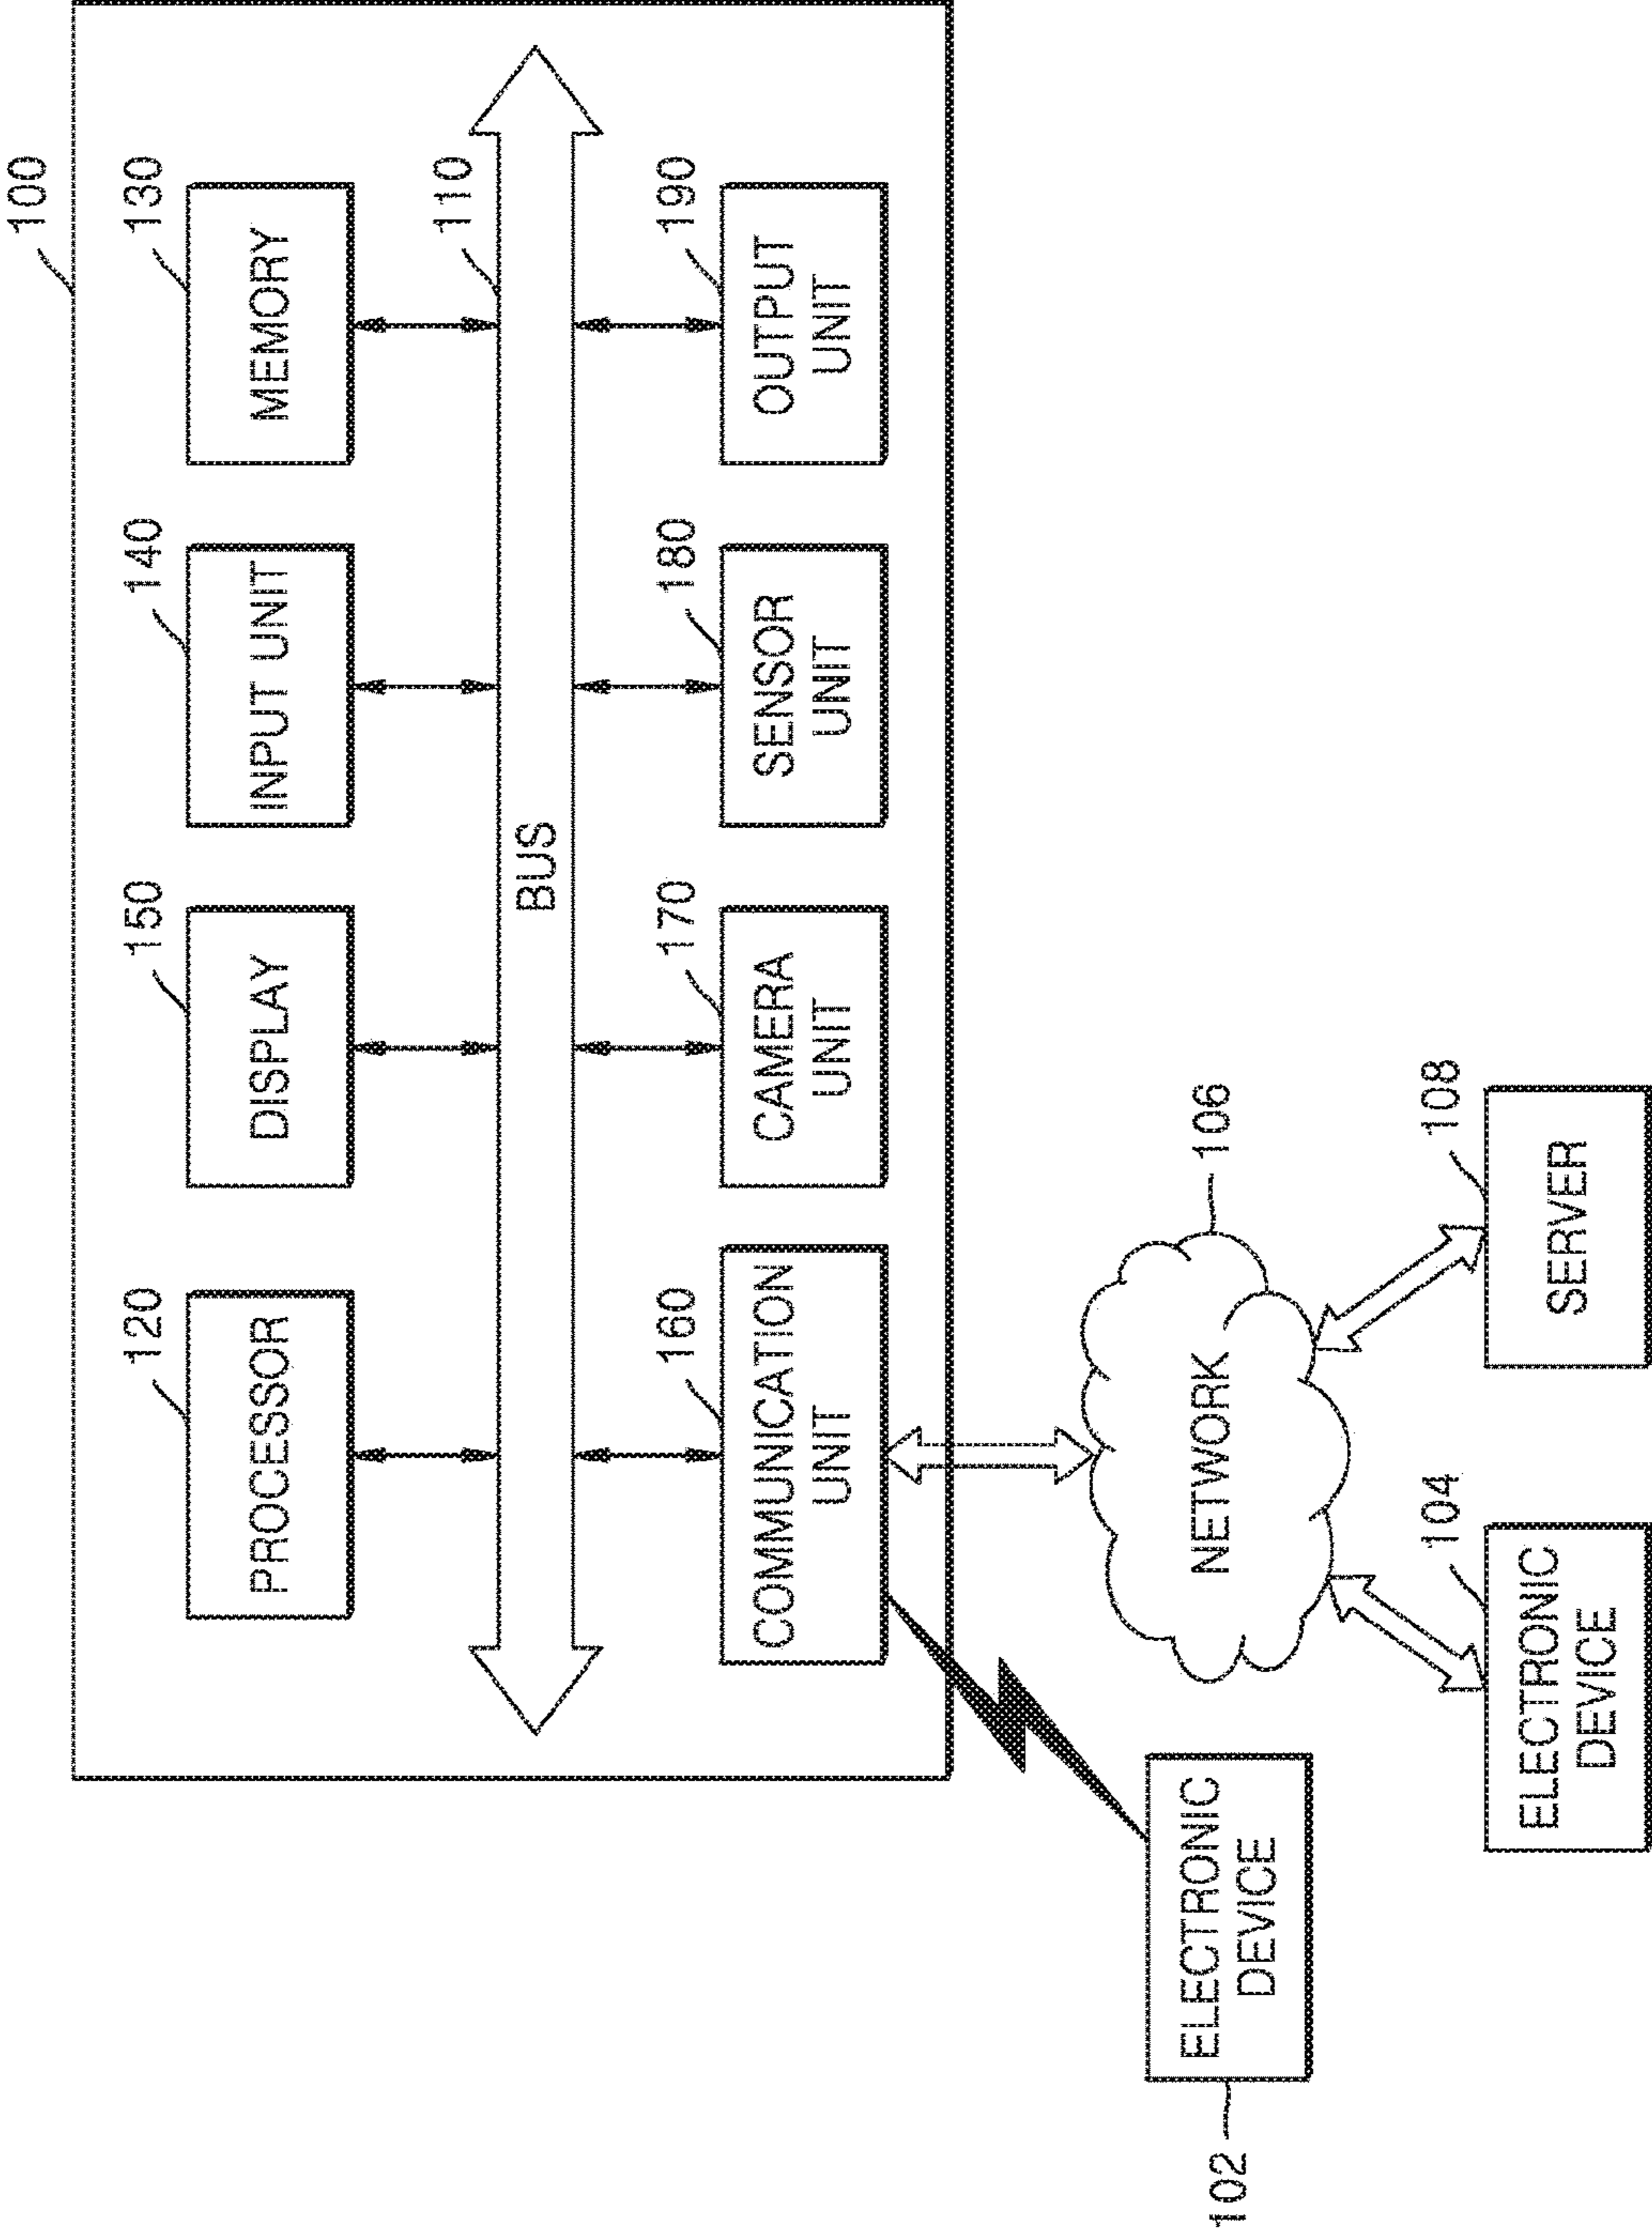 100
120
150
140
130
PROCESSOR
DISPLAY
INPUT UNIT
MEMORY
110
BUS
160
170
180
190
COMMUNICATION
UNIT
CAMERA
UNIT
SENSOR
UNIT
OUTPUT
UNIT
102
ELECTRONIC
DEVICE
106
NETWORK
104
ELECTRONIC
DEVICE
108
SERVER